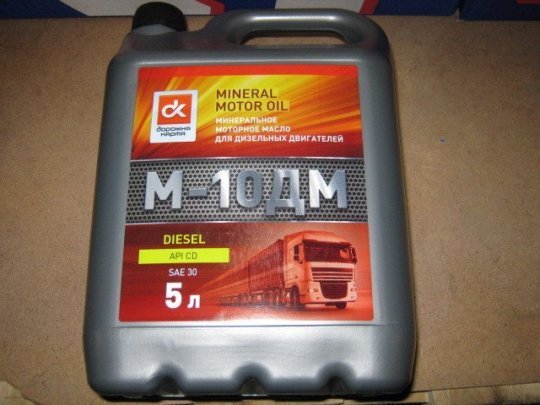 дк
дорожня
карта
MINERAL
MOTOR OIL
МИНЕРАЛЬНОЕ
МОТОРНОЕ МАСЛО
ДЛЯ ДИЗЕЛЬНЫХ ДВИГАТЕЛЕЙ
М-10ДМ
DIESEL
API CD
SAE 30
5 л